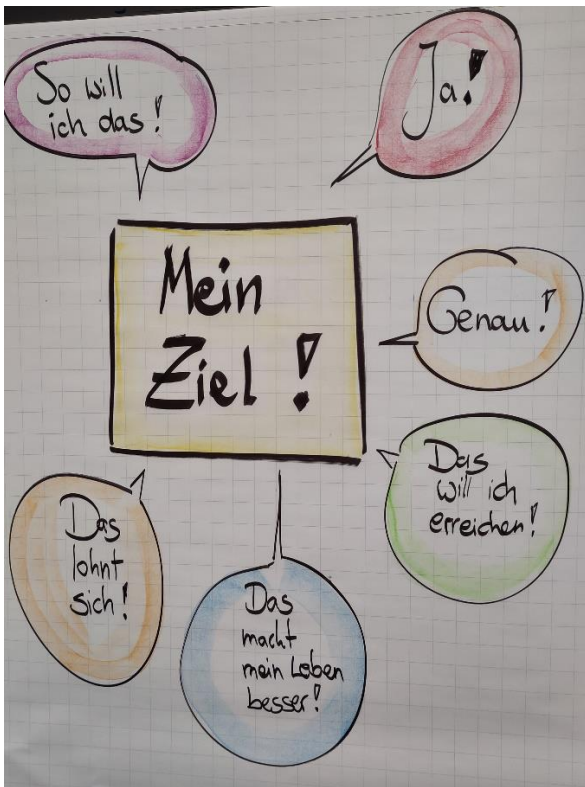 So will
ich das!
Ja!
Mein
Ziel!
Genau!
Das
will ich
erreichen!
Das
lohnt
sich!
Das
macht
mein Leben
besser!